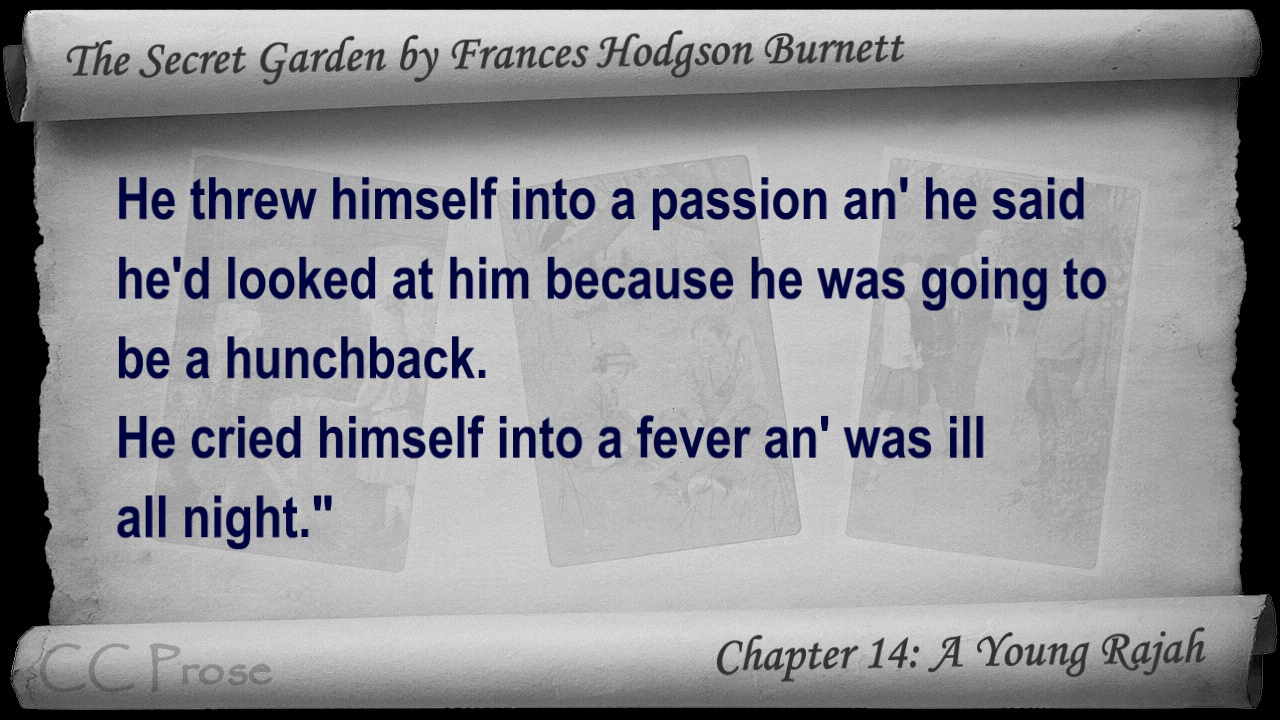 The Secret Garden by Frances Hodgson Burnett
He threw himself into a passion an' he said
he'd looked at him because he was going to
be a hunchback.
He cried himself into a fever an' was ill
all night."
CC Prose
Chapter 14: A Young Rajah